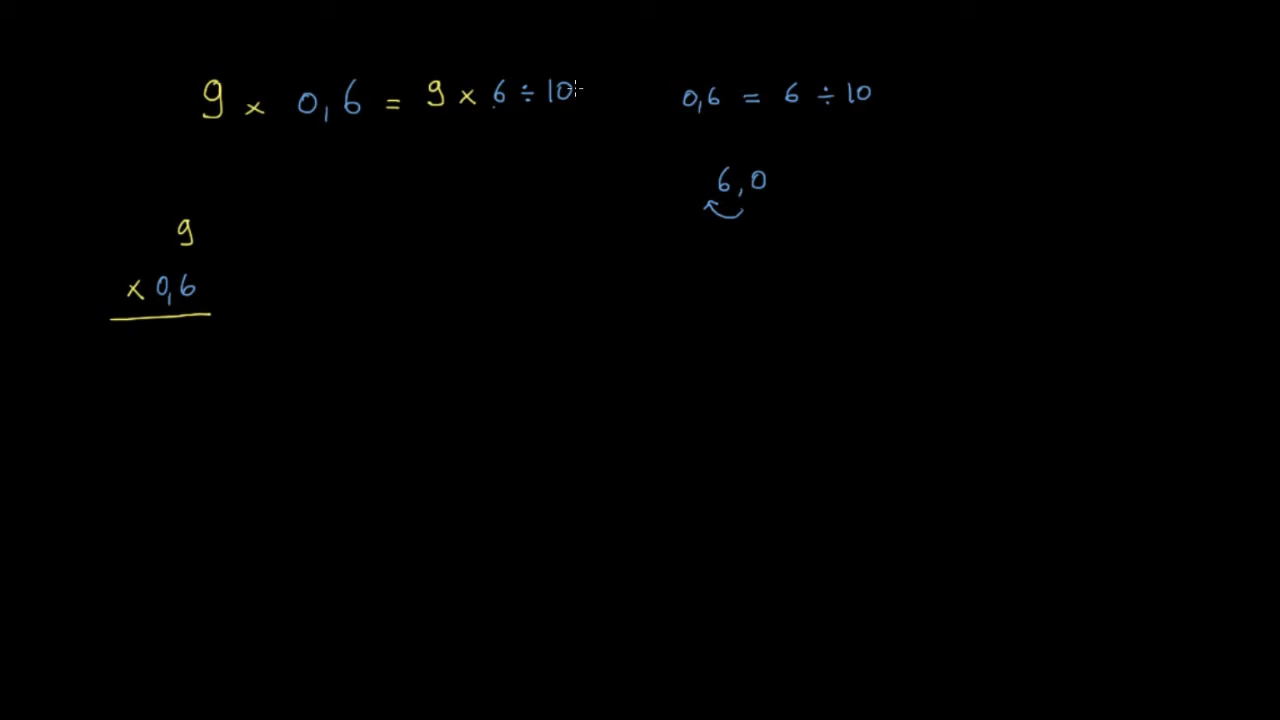 9 × 0,6 = 9 × 6 ÷ 10
0,6 = 6 ÷ 10
6,0
9
× 0,6